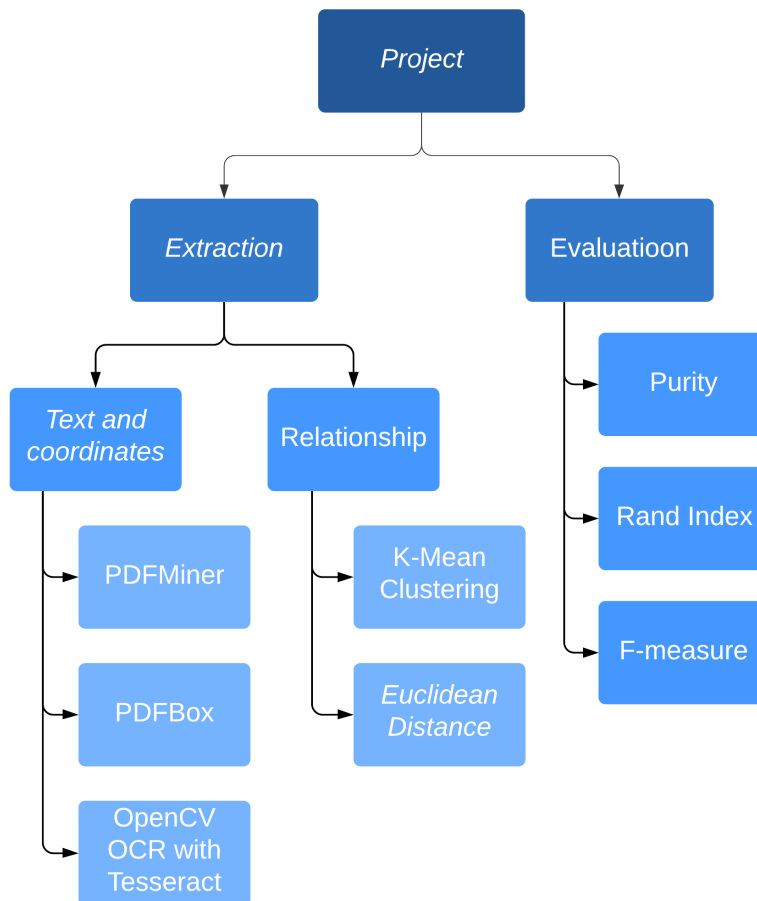 Project
Extraction
Evaluatioon
Text and
coordinates
Relationship
Purity
Rand Index
F-measure
PDFMiner
PDFBox
OpenCV
OCR with
Tesseract
K-Mean
Clustering
Euclidean
Distance